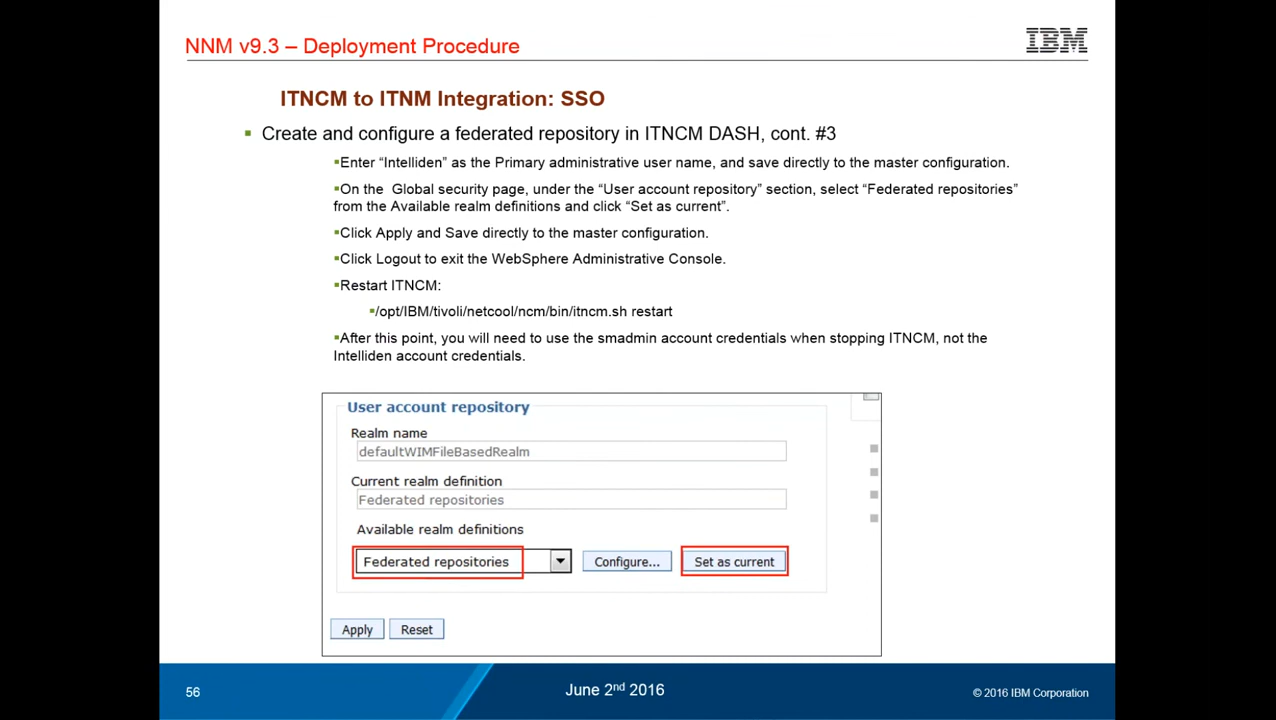 NNM v9.3 – Deployment Procedure
IBM
ITNCM to ITNM Integration: SSO
▪ Create and configure a federated repository in ITNCM DASH, cont. #3
▪Enter “Intelliden” as the Primary administrative user name, and save directly to the master configuration.
▪On the Global security page, under the “User account repository” section, select “Federated repositories”
from the Available realm definitions and click “Set as current”.
▪Click Apply and Save directly to the master configuration.
▪Click Logout to exit the WebSphere Administrative Console.
▪Restart ITNCM:
▪/opt/IBM/tivoli/netcool/ncm/bin/itncm.sh restart
▪After this point, you will need to use the smadmin account credentials when stopping ITNCM, not the
Intelliden account credentials.
User account repository
Realm name
defaultWIMFileBasedRealm
Current realm definition
Federated repositories
Available realm definitions
Federated repositories Configure... Set as current
Apply Reset
56 June 2nd 2016 © 2016 IBM Corporation